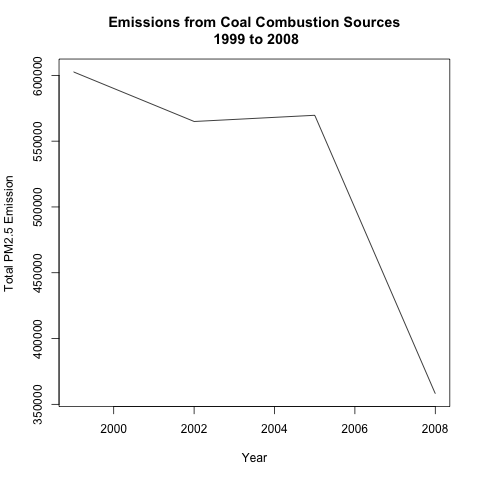 Emissions from Coal Combustion Sources
1999 to 2008
Total PM2.5 Emission
600000
550000
500000
450000
400000
350000
2000 2002 2004 2006 2008
Year